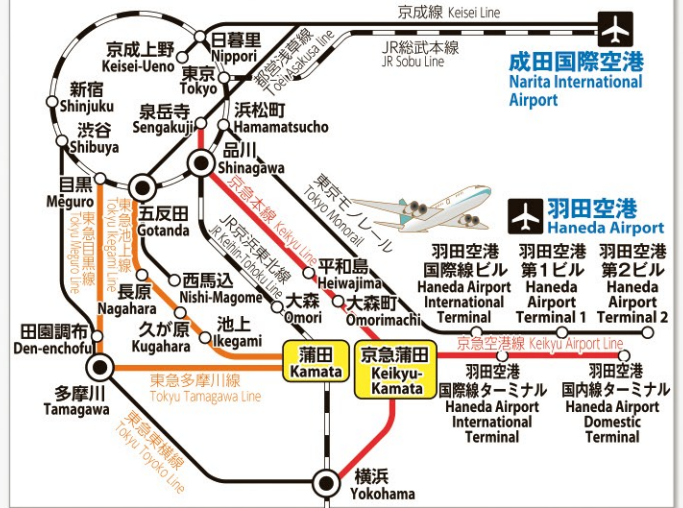 京成線 Keisei Line
日暮里
Nippori
京成上野
Keisei-Ueno
都営浅草線
Toei Asakusa line
JR総武本線
JR Sobu Line
成田国際空港
Narita International
Airport
東京
Tokyo
新宿
Shinjuku
泉岳寺
Sengakuji
浜松町
Hamamatsucho
渋谷
Shibuya
品川
Shinagawa
目黒
Meguro
東急目黒線
Tokyu Meguro Line
東急池上線
Tokyu Ikegami Line
五反田
Gotanda
京急本線 Keikyu Line
東京モノレール
Tokyo Monorail
羽田空港
Haneda Airport
JR京浜東北線
JR Keihin-Tohoku Line
西馬込
Nishi-Magome
平和島
Heiwajima
羽田空港
国際線ビル
Haneda Airport
International
Terminal
羽田空港
第1ビル
Haneda
Airport
Terminal 1
羽田空港
第2ビル
Haneda
Airport
Terminal 2
長原
Nagahara
大森
Omori
大森町
Omorimachi
久が原
Kugahara
池上
Ikegami
田園調布
Den-enchofu
蒲田
Kamata
京急蒲田
Keikyu-
Kamata
京急空港線 Keikyu Airport Line
羽田空港
国際線ターミナル
Haneda Airport
International
Terminal
羽田空港
国内線ターミナル
Haneda Airport
Domestic
Terminal
多摩川
Tamagawa
東急多摩川線
Tokyu Tamagawa Line
東急東横線
Tokyu Toyoko Line
横浜
Yokohama